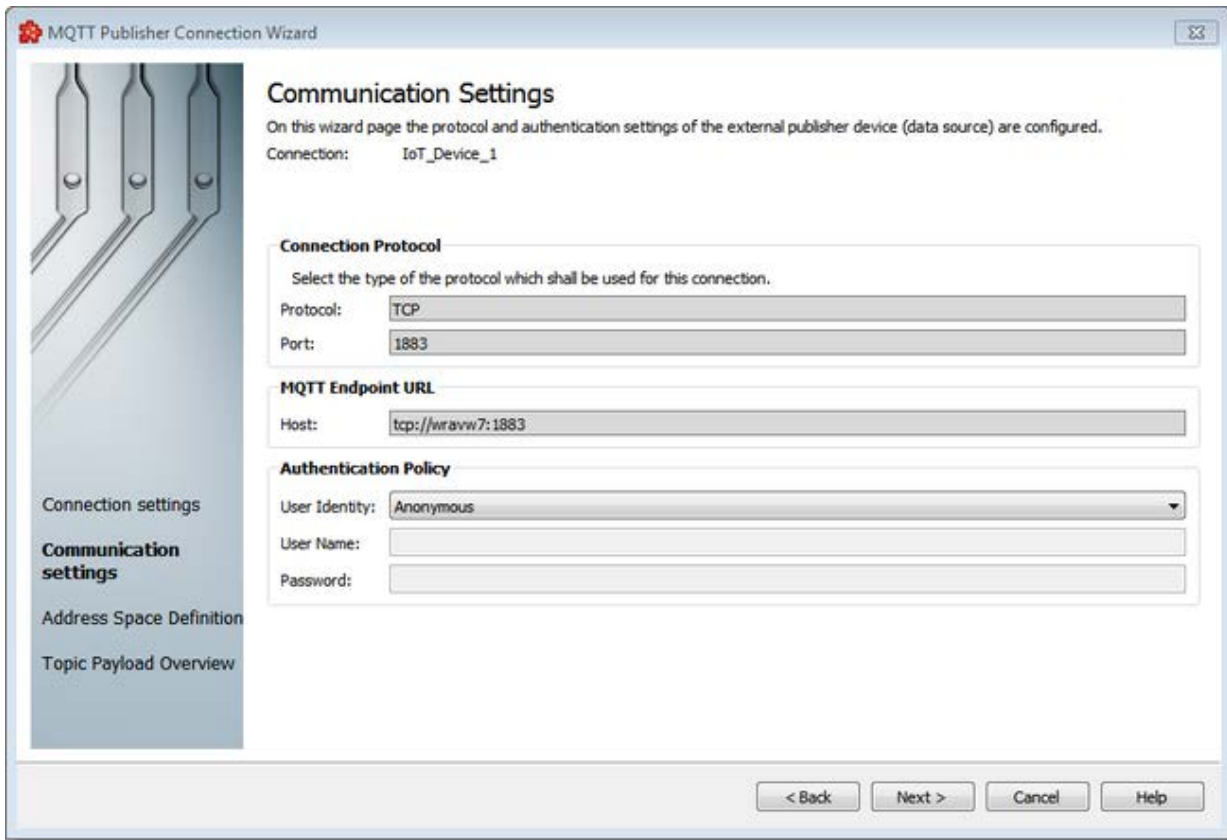 MQTT Publisher Connection Wizard
Communication Settings
On this wizard page the protocol and authentication settings of the external publisher device (data source) are configured.
Connection: IoT_Device_1
Connection Protocol
Select the type of the protocol which shall be used for this connection.
Protocol: TCP
Port: 1883
MQTT Endpoint URL
Host: tcp://wravw7:1883
Authentication Policy
User Identity: Anonymous
User Name:
Password:
Connection settings
Communication
settings
Address Space Definition
Topic Payload Overview
< Back Next > Cancel Help